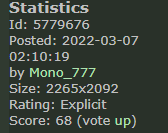 Statistics
Id: 5779676
Posted: 2022-03-07
02:10:19
by Mono_777
Size: 2265x2092
Rating: Explicit
Score: 68 (vote up)